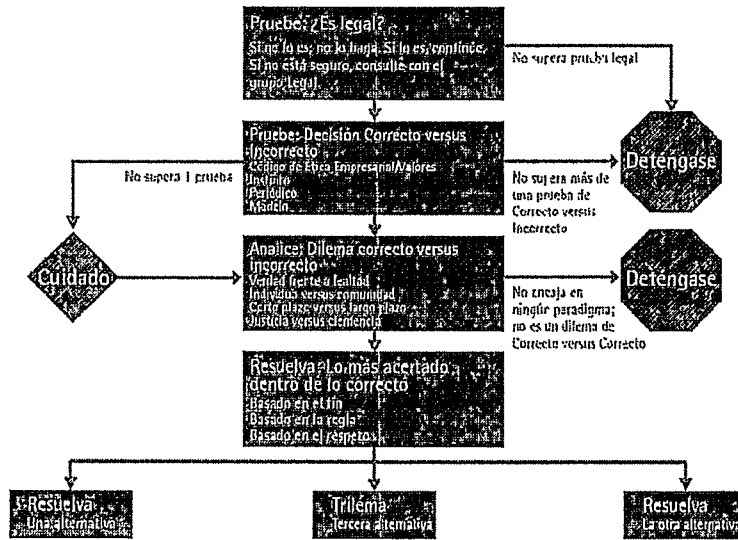 Pruebe: ¿Es legal?
Si no lo es, no lo haga. Si lo es, continúe.
Si no está seguro, consulte con el
grupo Legal.
No supera prueba legal
Pruebe: Decisión Correcto versus
Incorrecto
Código de Ética Empresarial/Valores
Instinto
Periódico
Modelo
No supera 1 prueba
Deténgase
No supera más de
una prueba de
Correcto versus
Incorrecto
Cuidado
Analice: Dilema correcto versus
incorrecto
Verdad frente a lealtad
Individuo versus comunidad
Corto plazo versus largo plazo
Justicia versus clemencia
Deténgase
No encaja en
ningún paradigma;
no es un dilema de
Correcto versus Correcto
Resuelva: Lo más acertado
dentro de lo correcto
Basado en el fin
Basado en la regla
Basado en el respeto
Resuelva
Una alternativa
Trilema
Tercera alternativa
Resuelva
La otra alternativa